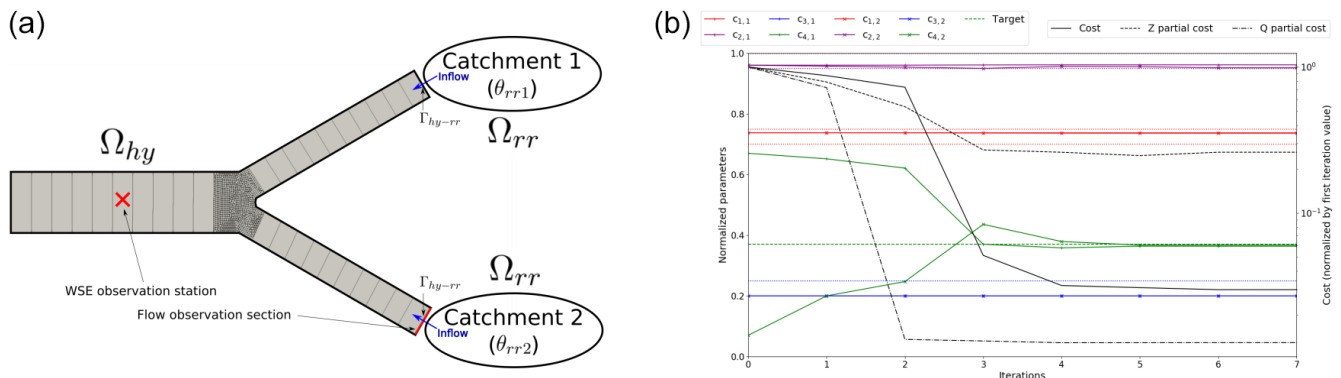 (a)
Catchment 1
(θrr1)
Inflow
Γhy−rr
Ωrr
Ωhy
WSE observation station
Flow observation section
Ωrr
Γhy−rr
Catchment 2
(θrr2)
Inflow
(b)
c1, 1 c3, 1 c1, 2 c3, 2 Target
c2, 1 c4, 1 c2, 2 c4, 2
Cost Z partial cost Q partial cost
Normalized parameters
1.0
0.8
0.6
0.4
0.2
0.0
0 1 2 3 4 5 6 7
Iterations
10^0
10^−1
Cost (normalized by first iteration value)